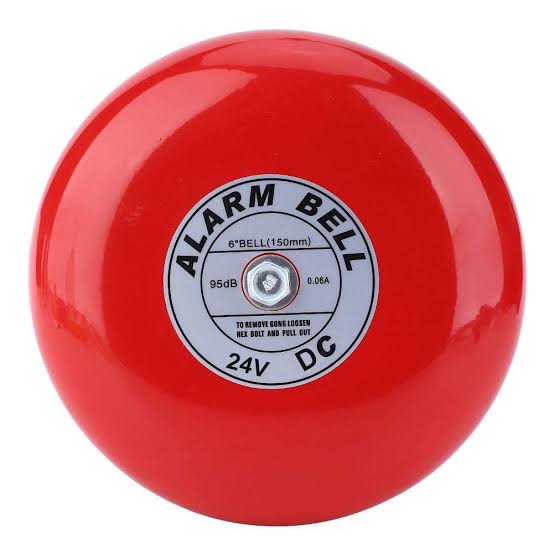 ALARM BELL
6"BELL(150mm)
95dB 0.06A
TO REMOVE GONG LOOSEN
HEX BOLT AND PULL OUT
24V DC